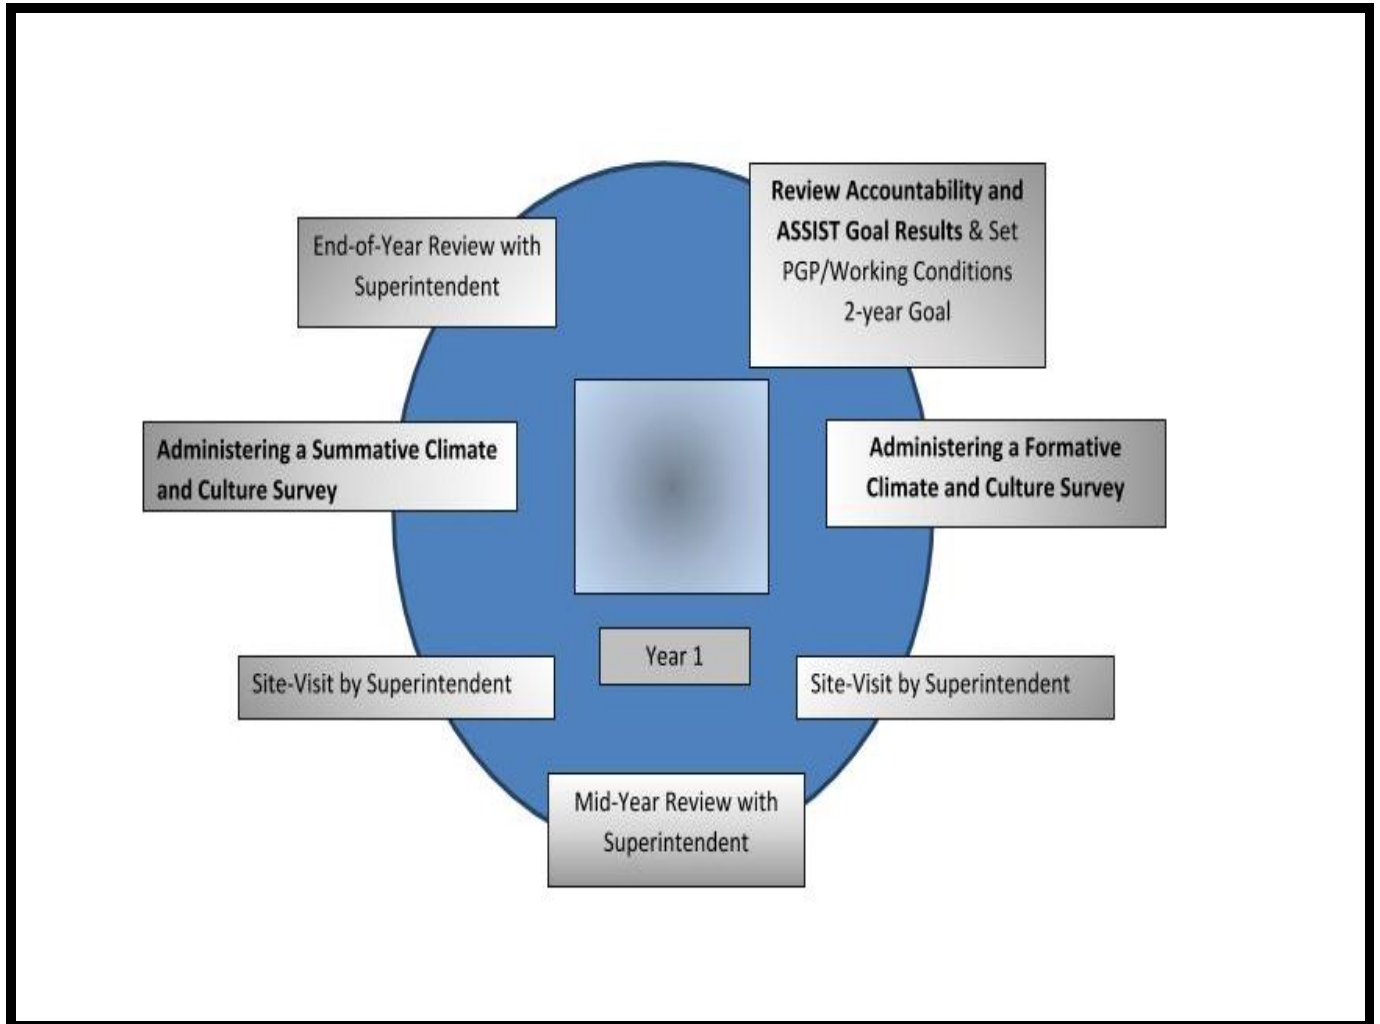 Review Accountability and
ASSIST Goal Results & Set
PGP/Working Conditions
2-year Goal
End-of-Year Review with
Superintendent
Administering a Summative Climate
and Culture Survey
Administering a Formative
Climate and Culture Survey
Year 1
Site-Visit by Superintendent
Site-Visit by Superintendent
Mid-Year Review with
Superintendent